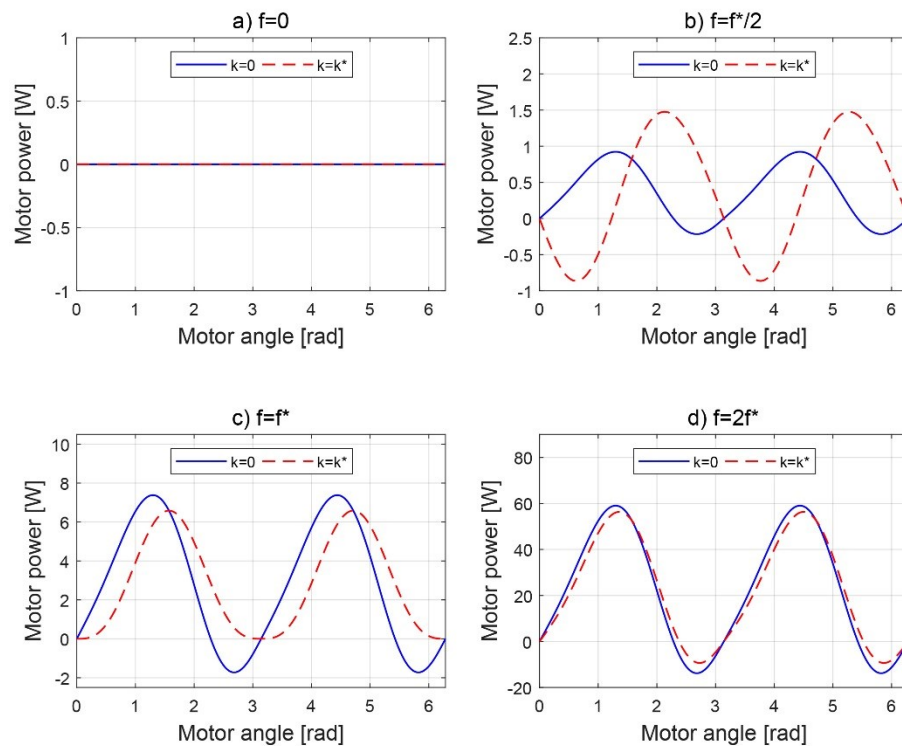 a) f=0
1
0.5
0
-0.5
-1
Motor power [W]
k=0 k=k*
0 1 2 3 4 5 6
Motor angle [rad]
b) f=f*/2
2.5
2
1.5
1
0.5
0
-0.5
-1
Motor power [W]
k=0 k=k*
0 1 2 3 4 5 6
Motor angle [rad]
c) f=f*
10
8
6
4
2
0
-2
Motor power [W]
k=0 k=k*
0 1 2 3 4 5 6
Motor angle [rad]
d) f=2f*
80
60
40
20
0
-20
Motor power [W]
k=0 k=k*
0 1 2 3 4 5 6
Motor angle [rad]